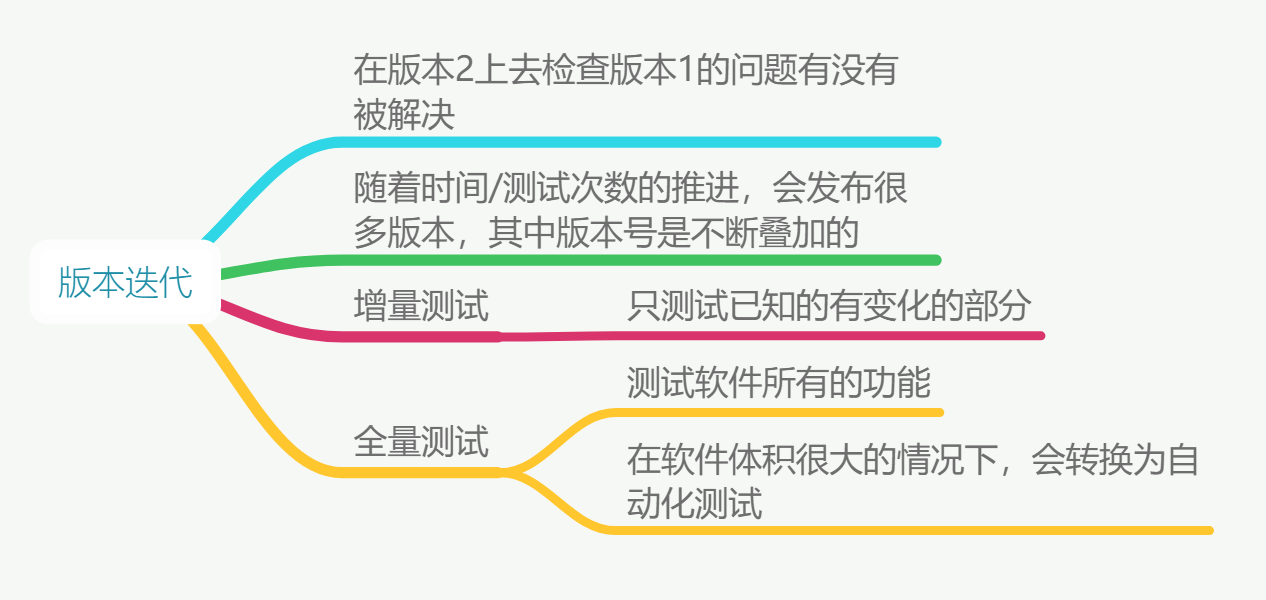 在版本2上去检查版本1的问题有没有
被解决
随着时间/测试次数的推进，会发布很
多版本，其中版本号是不断叠加的
版本迭代
增量测试
只测试已知的有变化的部分
测试软件所有的功能
全量测试
在软件体积很大的情况下，会转换为自
动化测试